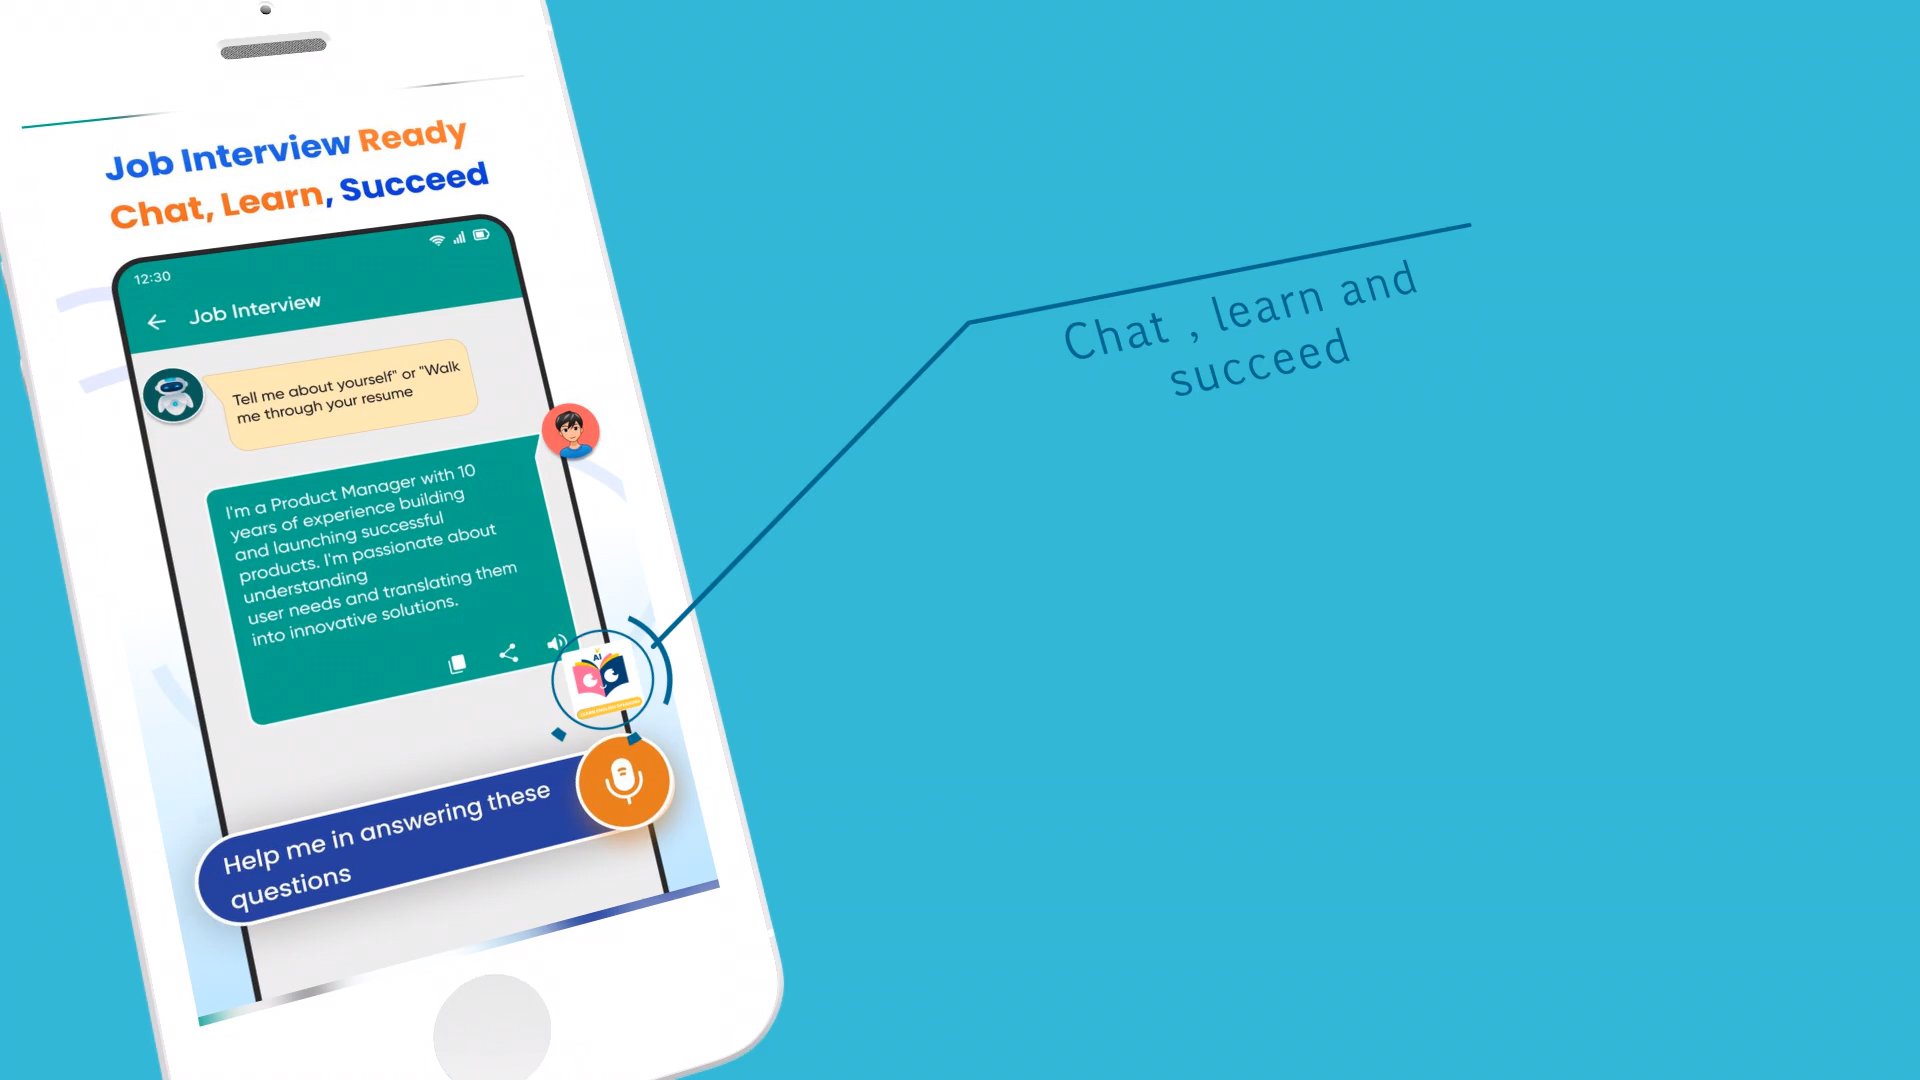 Job Interview Ready
Chat, Learn, Succeed
12:30
Job Interview
Tell me about yourself" or "Walk
me through your resume
I'm a Product Manager with 10
years of experience building
and launching successful
products. I'm passionate about
understanding
user needs and translating them
into innovative solutions.
AI
Help me in answering these
questions
Chat , learn and
succeed